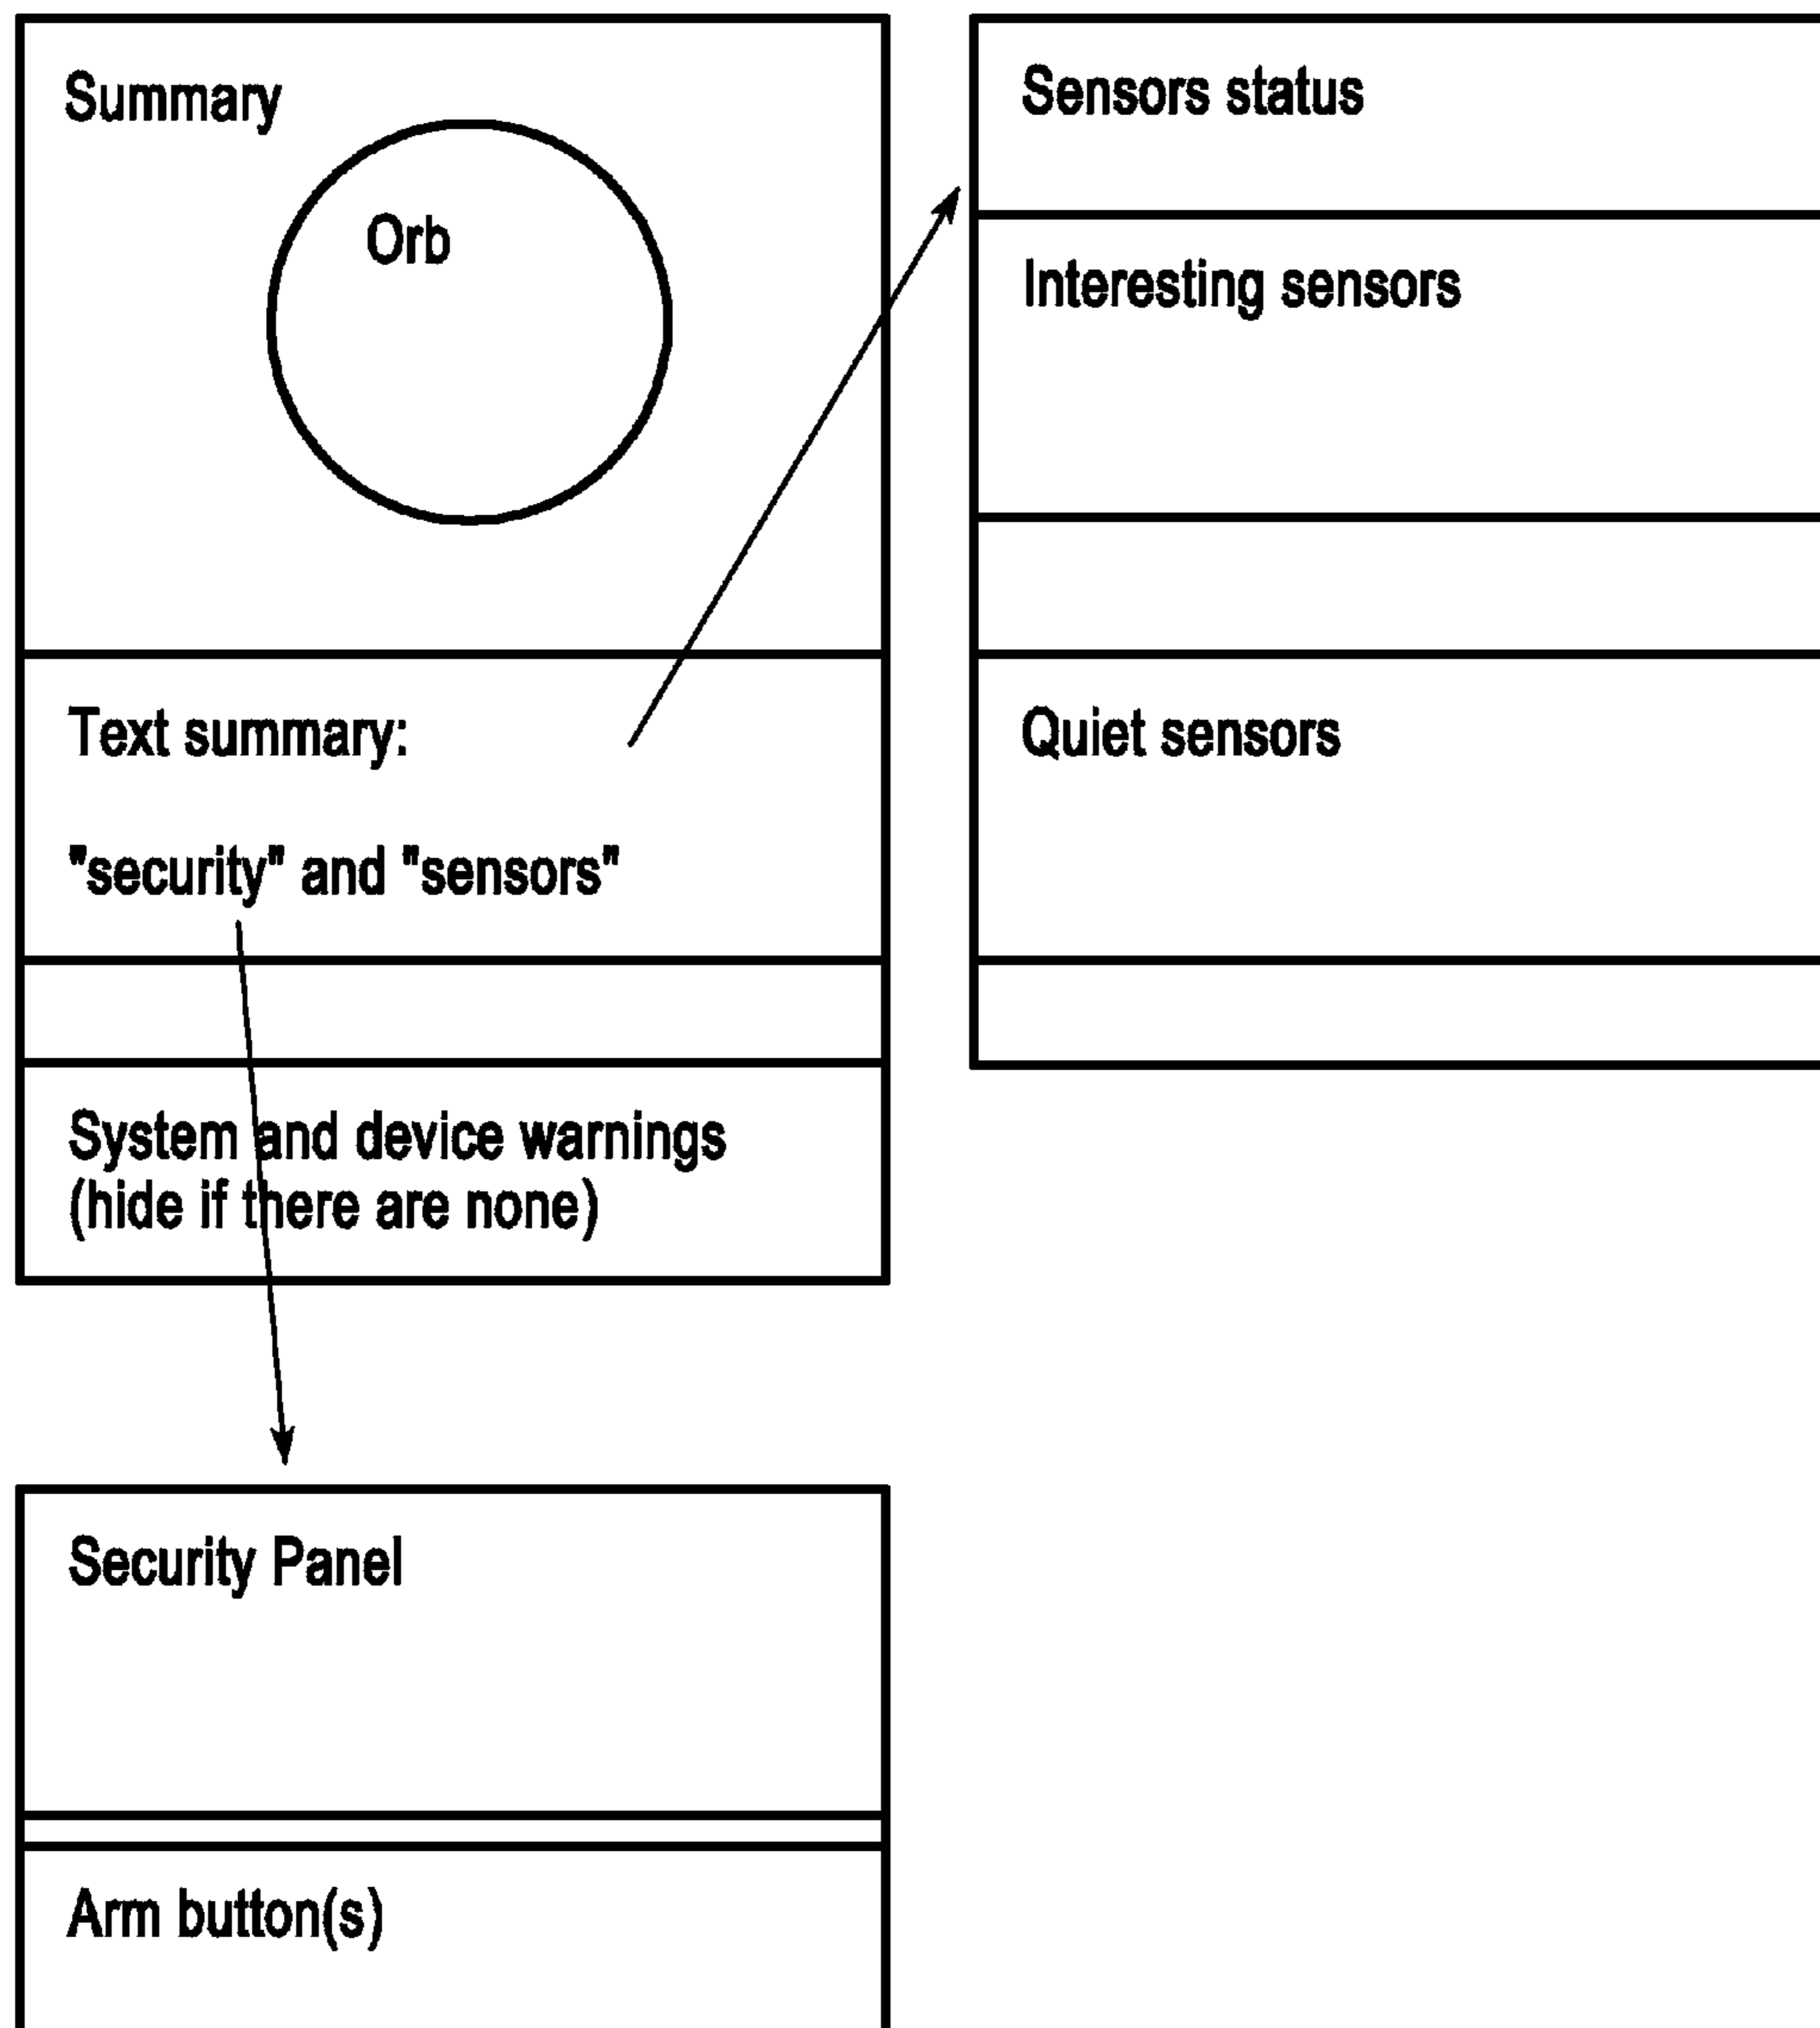 Summary
Orb
Text summary:
"security" and "sensors"
System and device warnings
(hide if there are none)
Sensors status
Interesting sensors
Quiet sensors
Security Panel
Arm button(s)